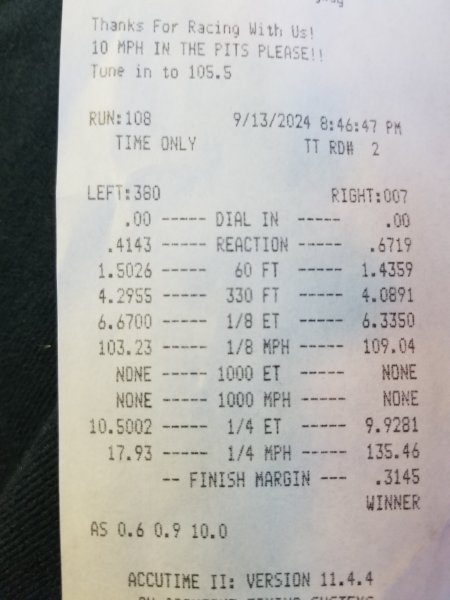 Thanks For Racing With Us!
10 MPH IN THE PITS PLEASE!!
Tune in to 105.5
RUN:108 9/13/2024 8:46:47 PM
TIME ONLY TT RD# 2
LEFT:380 RIGHT:007
.00 ----- DIAL IN ----- .00
.4143 ----- REACTION ----- .6719
1.5026 ----- 60 FT ----- 1.4359
4.2955 ----- 330 FT ----- 4.0891
6.6700 ----- 1/8 ET ----- 6.3350
103.23 ----- 1/8 MPH ----- 109.04
NONE ----- 1000 ET ----- NONE
NONE ----- 1000 MPH ----- NONE
10.5002 ----- 1/4 ET ----- 9.9281
17.93 ----- 1/4 MPH ----- 135.46
-- FINISH MARGIN --- .3145
WINNER
AS 0.6 0.9 10.0
ACCUTIME II: VERSION 11.4.4